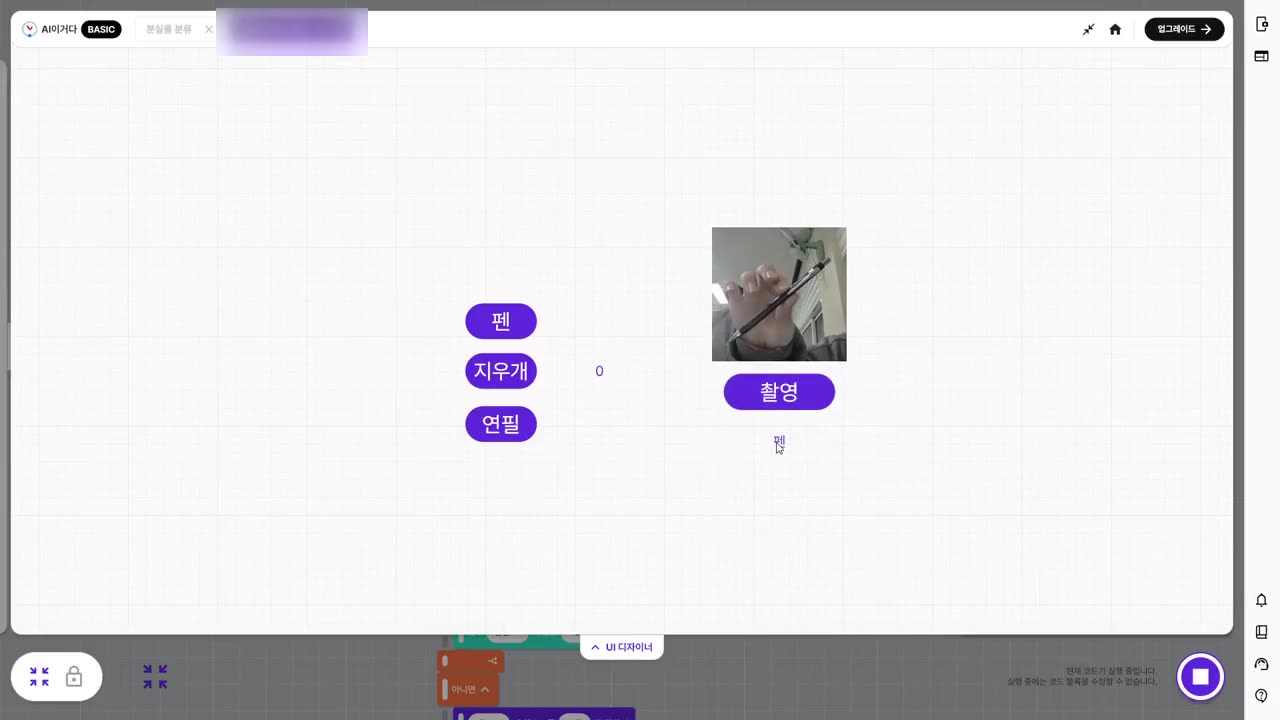 AI이거다 BASIC 분실물 분류
업그레이드
펜
지우개
0
연필
촬영
펜
UI 디자이너
아니면
현재 코드가 실행 중입니다.
실행 중에는 코드 블록을 수정할 수 없습니다.